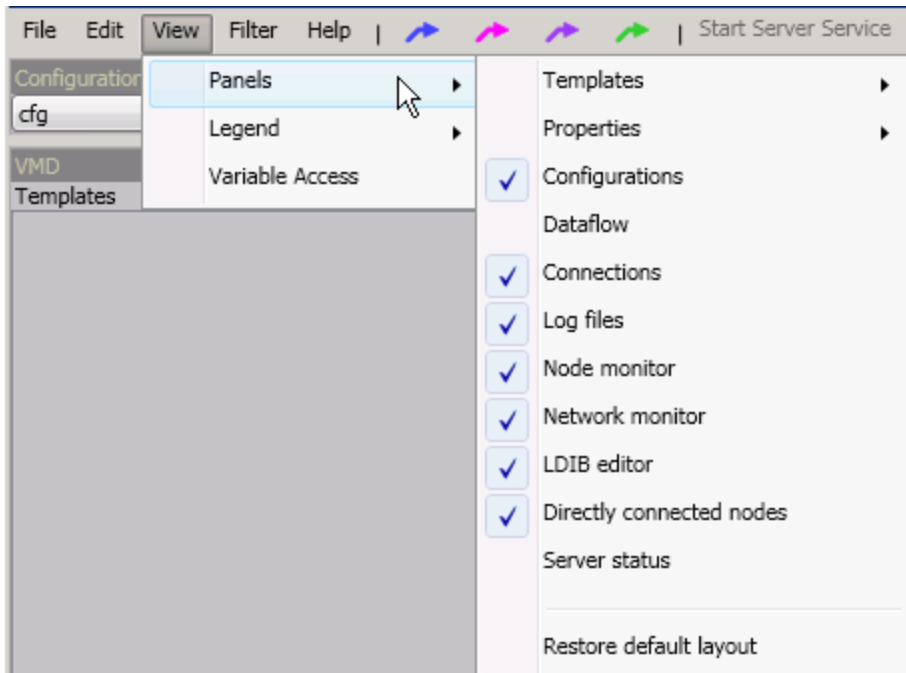 File Edit View Filter Help | | Start Server Service
Configuration
cfg
VMD
Templates
Panels
Legend
Variable Access
Templates
Properties
Configurations
Dataflow
Connections
Log files
Node monitor
Network monitor
LDIB editor
Directly connected nodes
Server status
Restore default layout